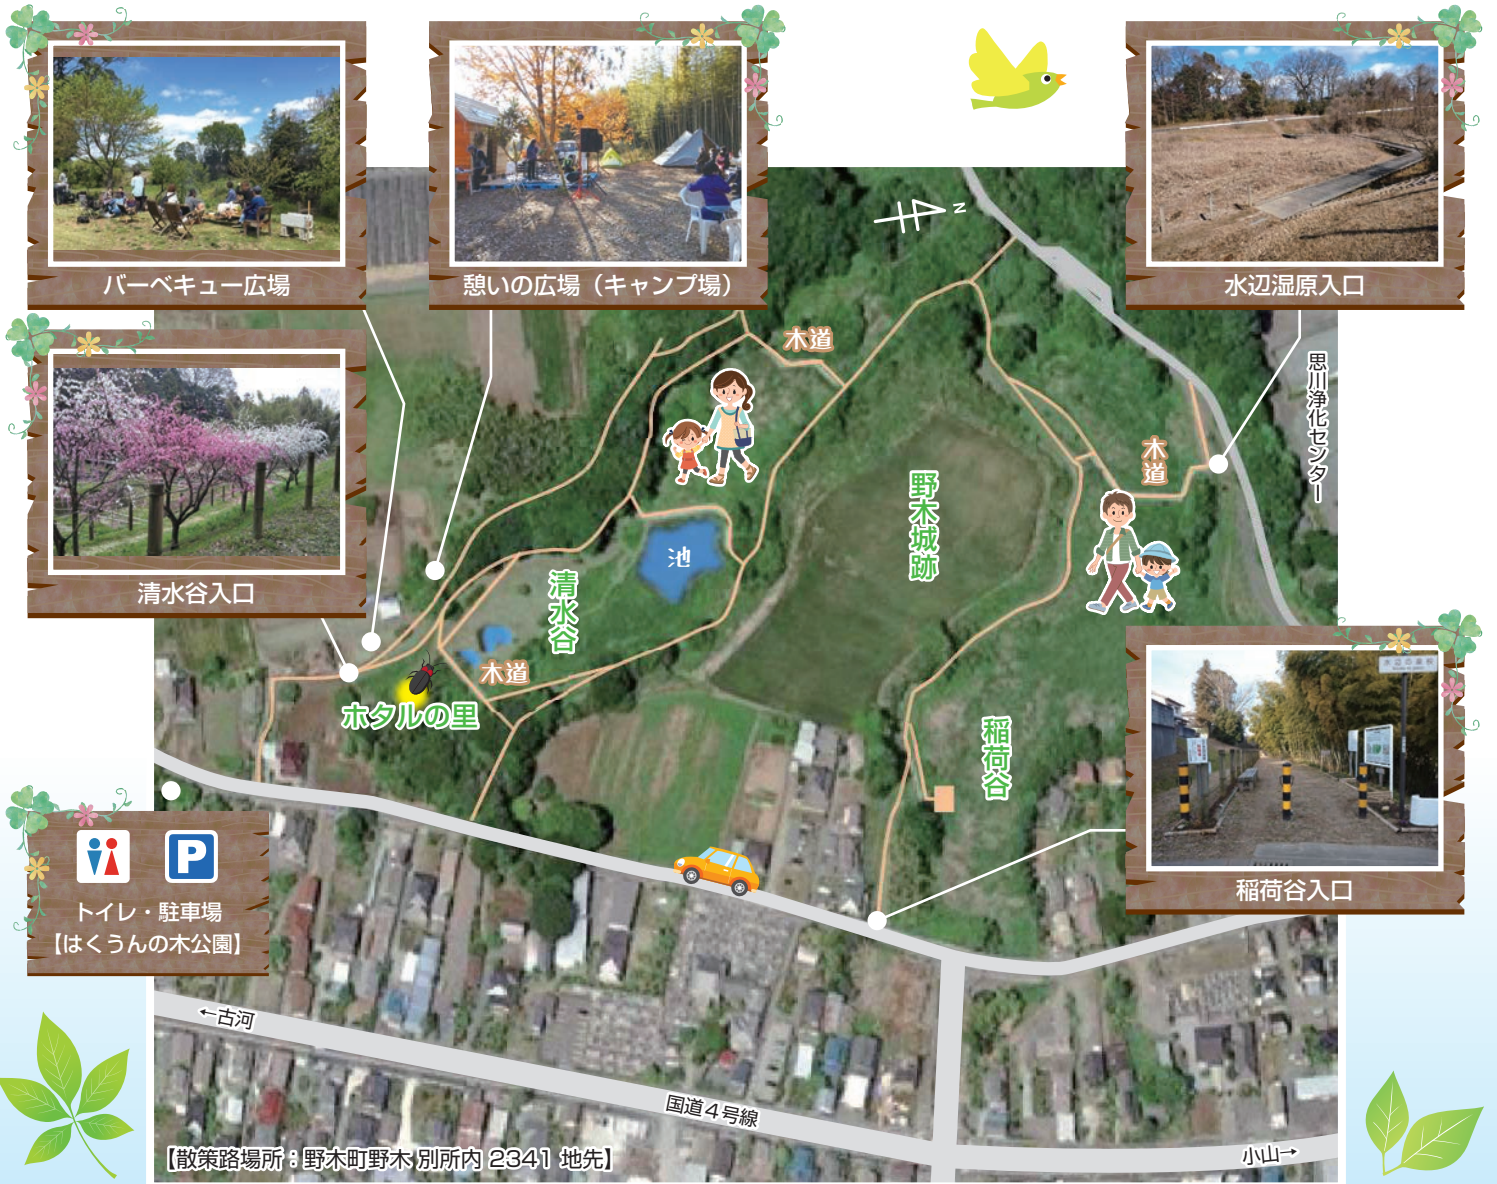 バーベキュー広場
憩いの広場（キャンプ場）
水辺湿原入口
N
木道
思川浄化センター
木道
清水谷入口
野木城跡
池
清水谷
木道
ホタルの里
稲荷谷
稲荷谷入口
P
トイレ・駐車場
【はくうんの木公園】
←古河
国道４号線
小山→
【散策路場所：野木町野木 別所内 2341 地先】